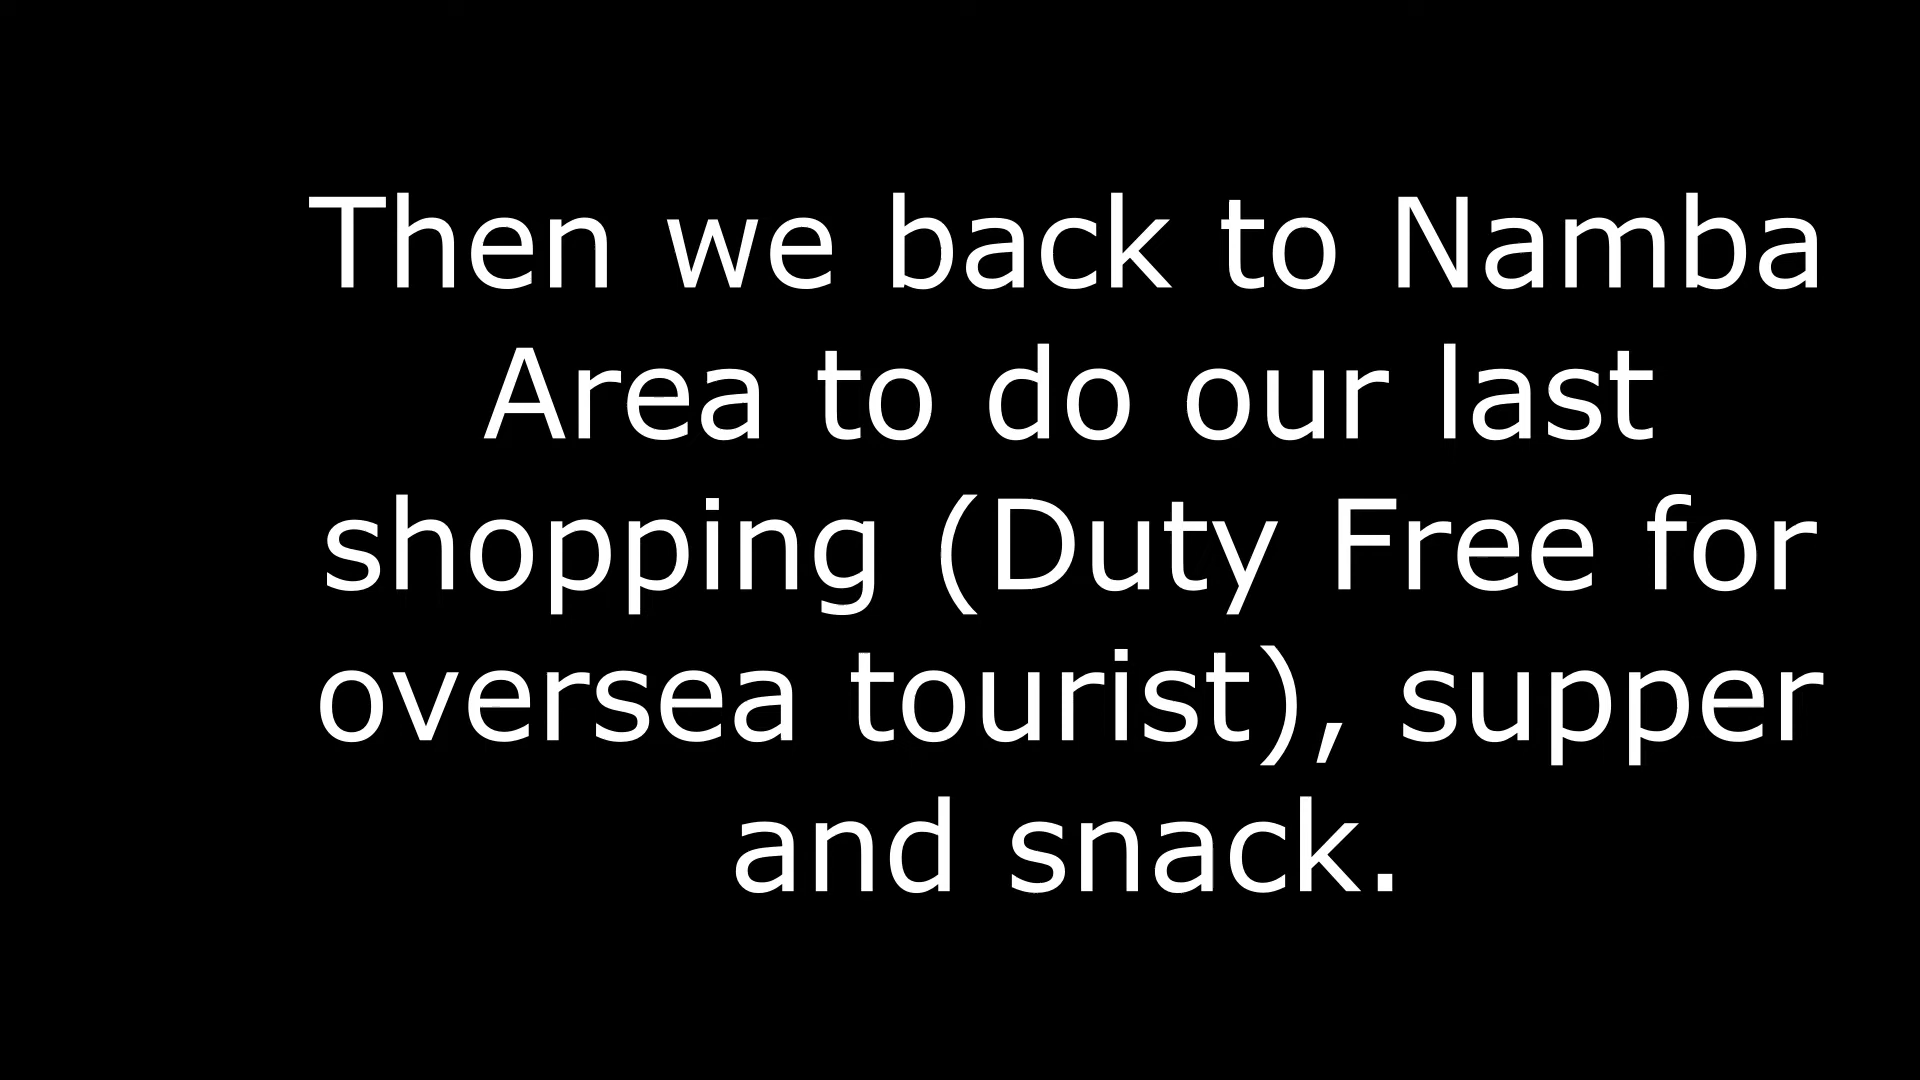 Then we back to Namba
Area to do our last
shopping (Duty Free for
oversea tourist), supper
and snack.